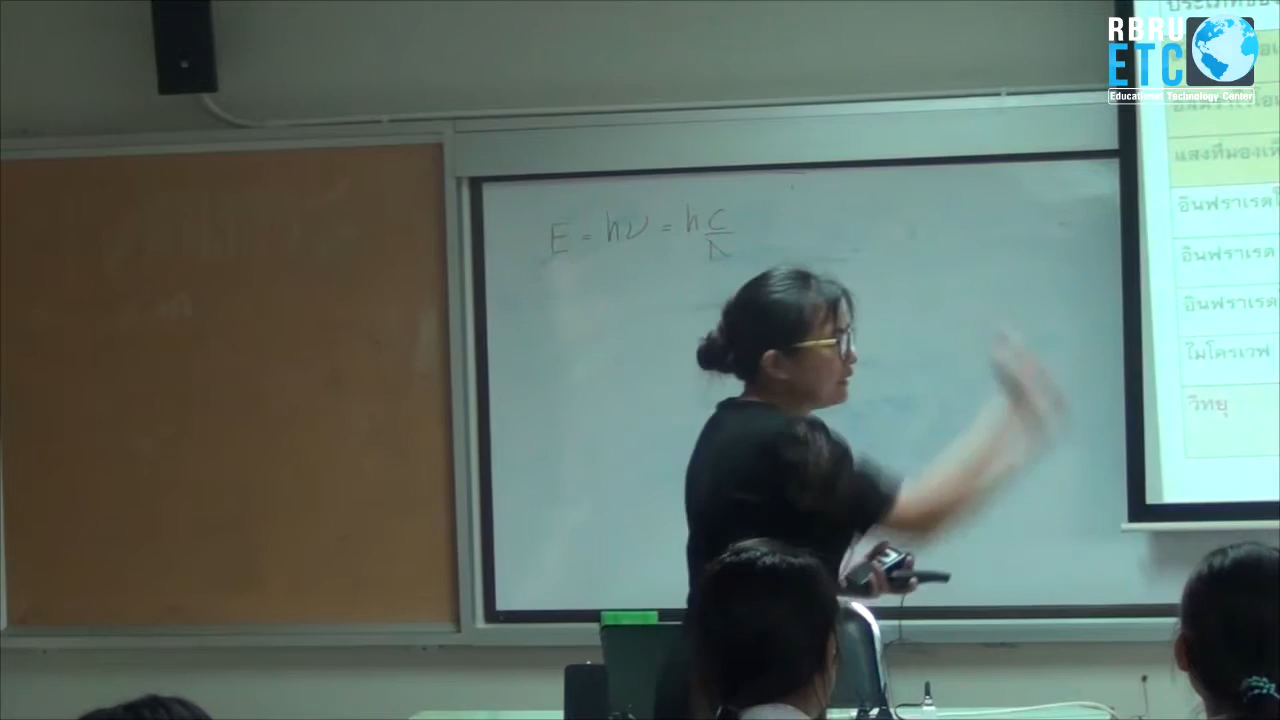 RBRU
ETC
Educational Technology Center
E = hν = h c/λ
แสงที่มองเห็
อินฟราเรด
อินฟราเรด
อินฟราเรด
ไมโครเวฟ
วิทยุ